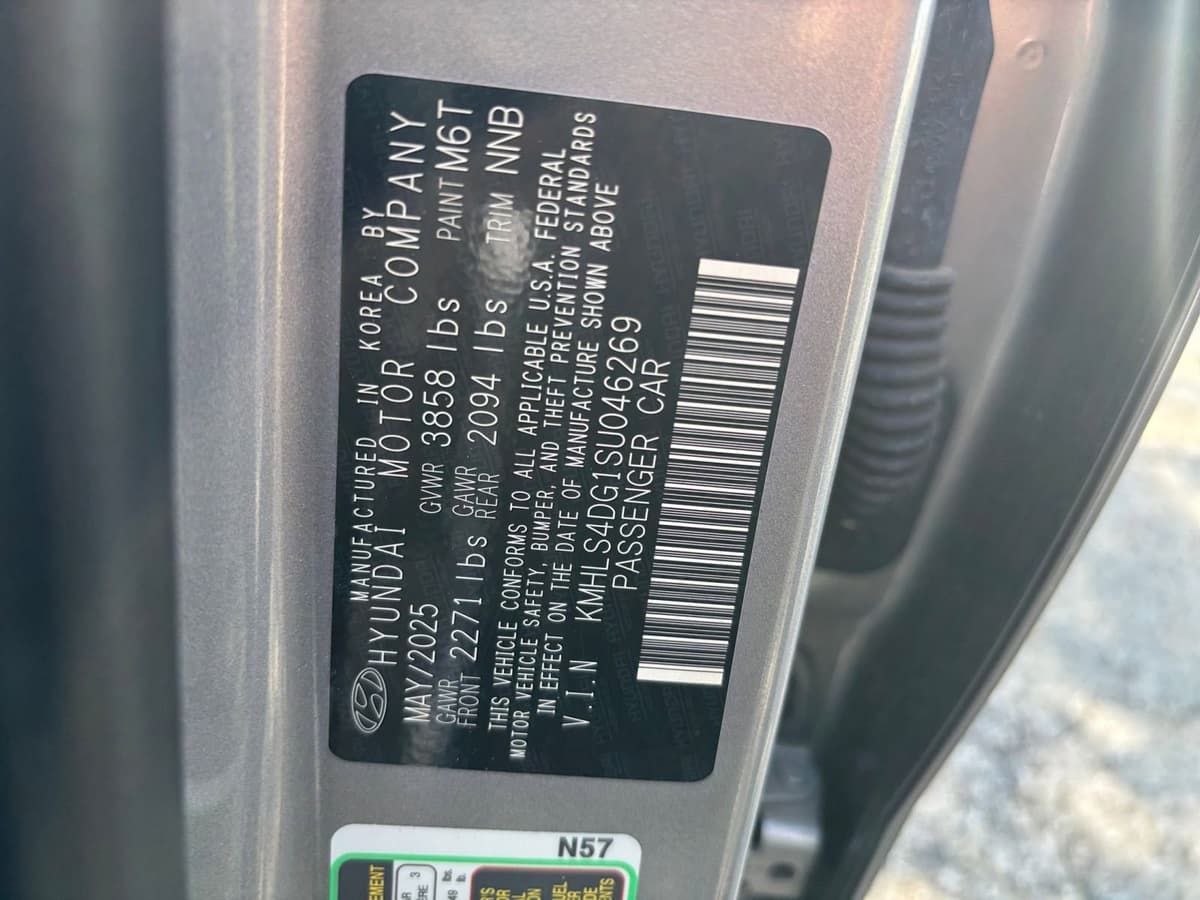 MANUFACTURED IN KOREA BY
HYUNDAI MOTOR COMPANY
MAY/2025 GVWR 3858 lbs PAINT M6T
GAWR FRONT 2271 lbs GAWR REAR 2094 lbs TRIM NNB
THIS VEHICLE CONFORMS TO ALL APPLICABLE U.S.A. FEDERAL
MOTOR VEHICLE SAFETY, BUMPER, AND THEFT PREVENTION STANDARDS
IN EFFECT ON THE DATE OF MANUFACTURE SHOWN ABOVE
V.I.N KMHLS4DG1SU046269
PASSENGER CAR
N57